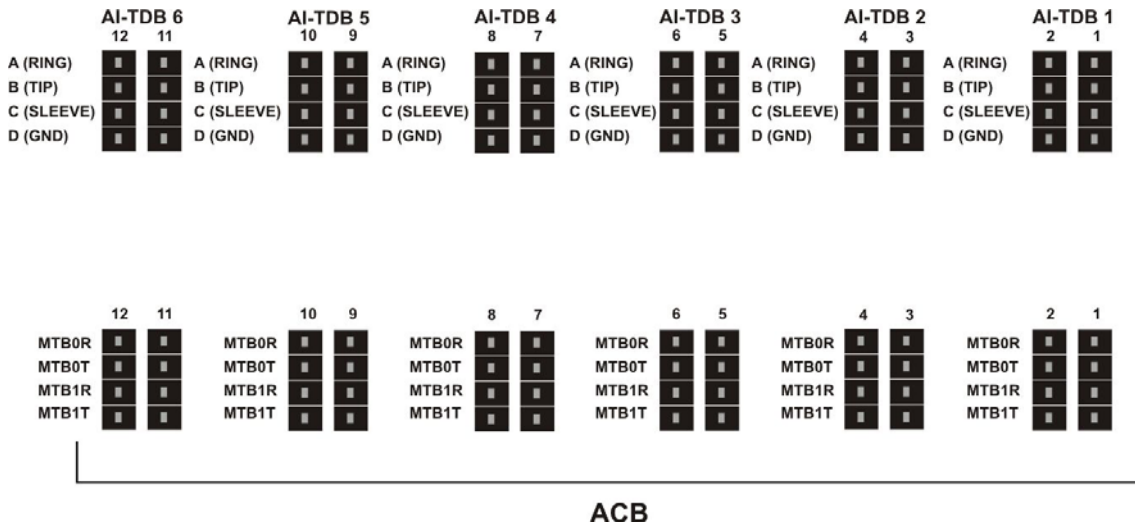 AI-TDB 6 AI-TDB 5 AI-TDB 4 AI-TDB 3 AI-TDB 2 AI-TDB 1
12 11 10 9 8 7 6 5 4 3 2 1
A (RING) A (RING) A (RING) A (RING) A (RING) A (RING)
B (TIP) B (TIP) B (TIP) B (TIP) B (TIP) B (TIP)
C (SLEEVE) C (SLEEVE) C (SLEEVE) C (SLEEVE) C (SLEEVE) C (SLEEVE)
D (GND) D (GND) D (GND) D (GND) D (GND) D (GND)
12 11 10 9 8 7 6 5 4 3 2 1
MTB0R MTB0R MTB0R MTB0R MTB0R MTB0R
MTB0T MTB0T MTB0T MTB0T MTB0T MTB0T
MTB1R MTB1R MTB1R MTB1R MTB1R MTB1R
MTB1T MTB1T MTB1T MTB1T MTB1T MTB1T
ACB